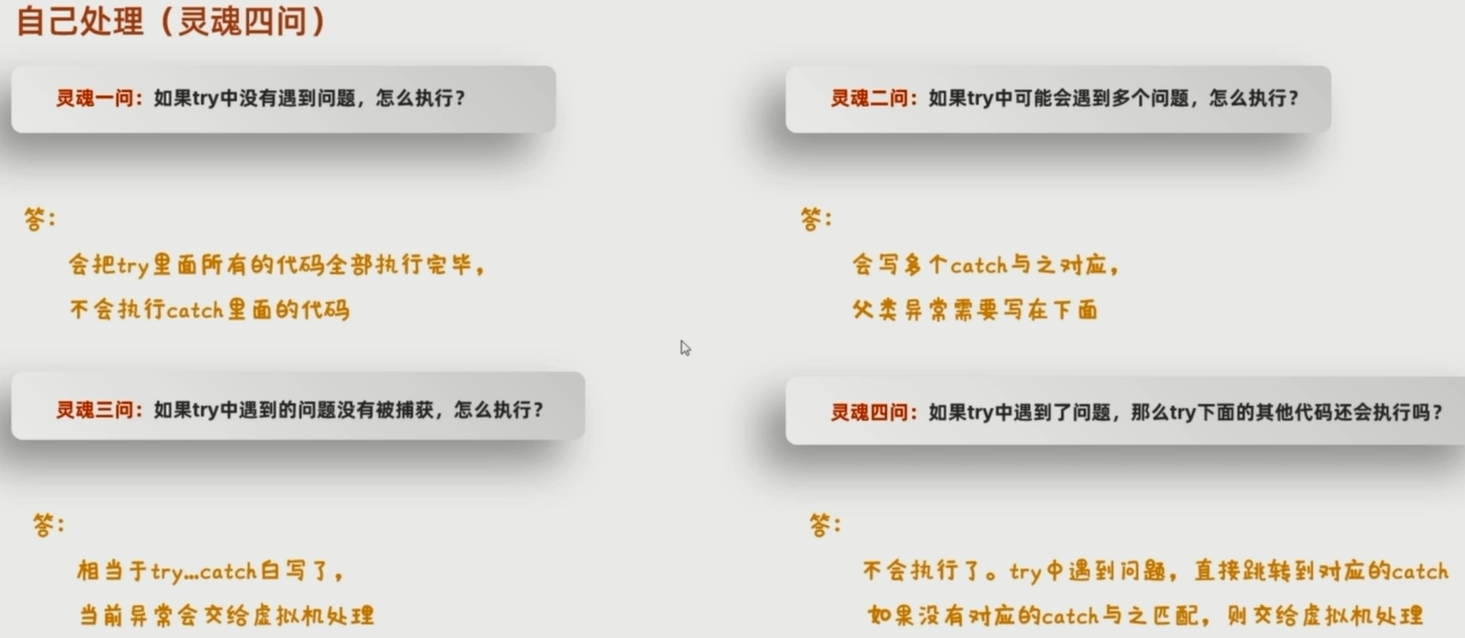 自己处理（灵魂四问）
灵魂一问：如果try中没有遇到问题，怎么执行？
答：
会把try里面所有的代码全部执行完毕，
不会执行catch里面的代码
灵魂二问：如果try中可能会遇到多个问题，怎么执行？
答：
会写多个catch与之对应，
父类异常需要写在下面
灵魂三问：如果try中遇到的问题没有被捕获，怎么执行？
答：
相当于try...catch白写了，
当前异常会交给虚拟机处理
灵魂四问：如果try中遇到了问题，那么try下面的其他代码还会执行吗？
答：
不会执行了。try中遇到问题，直接跳转到对应的catch
如果没有对应的catch与之匹配，则交给虚拟机处理